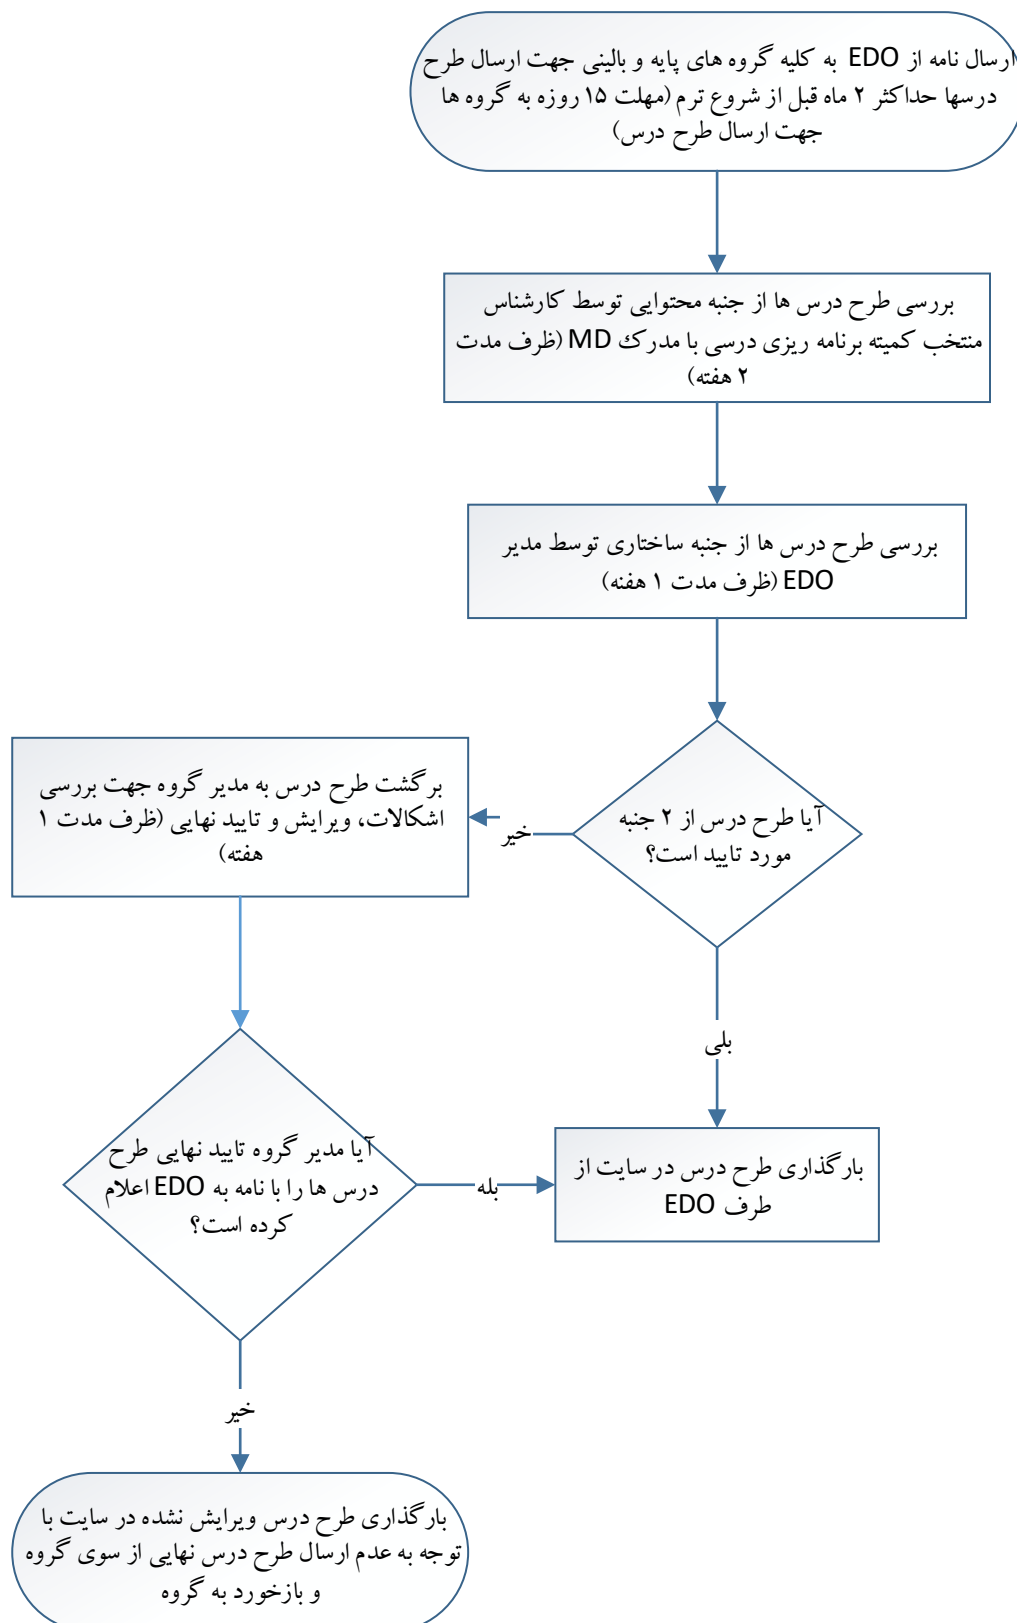 ارسال نامه از EDO به کلیه گروه های پایه و بالینی جهت ارسال طرح
درسها حداکثر ۲ ماه قبل از شروع ترم (مهلت ۱۵ روزه به گروه ها
جهت ارسال طرح درس)
بررسی طرح درس ها از جنبه محتوایی توسط کارشناس
منتخب کمیته برنامه ریزی درسی با مدرک MD (ظرف مدت
۲ هفته)
بررسی طرح درس ها از جنبه ساختاری توسط مدیر
EDO (ظرف مدت ۱ هفنه)
آیا طرح درس از ۲ جنبه
مورد تایید است؟
خیر
برگشت طرح درس به مدیر گروه جهت بررسی
اشکالات، ویرایش و تایید نهایی (ظرف مدت ۱
هفته)
بلی
آیا مدیر گروه تایید نهایی طرح
درس ها را با نامه به EDO اعلام
کرده است؟
بله
بارگذاری طرح درس در سایت از
طرف EDO
خیر
بارگذاری طرح درس ویرایش نشده در سایت با
توجه به عدم ارسال طرح درس نهایی از سوی گروه
و بازخورد به گروه